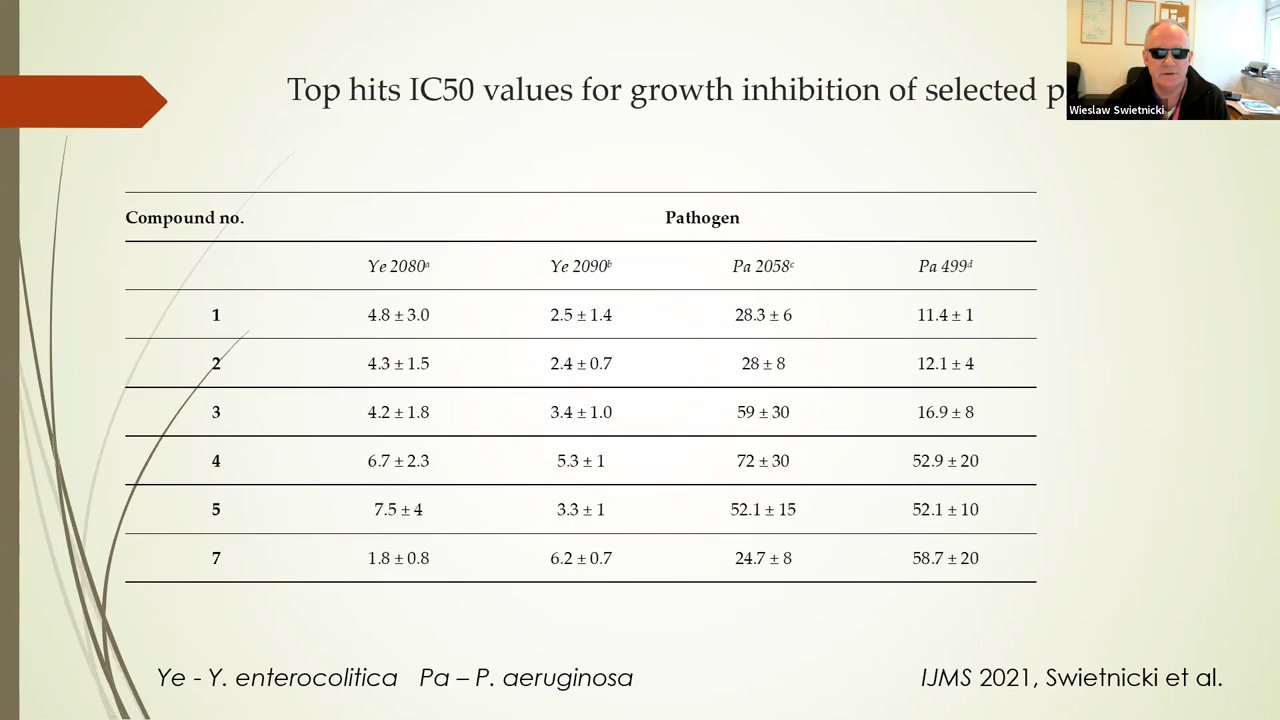 Top hits IC50 values for growth inhibition of selected
Wieslaw Swietnicki
Compound no. Pathogen
Ye 2080a Ye 2090b Pa 2058c Pa 499d
1 4.8 ± 3.0 2.5 ± 1.4 28.3 ± 6 11.4 ± 1
2 4.3 ± 1.5 2.4 ± 0.7 28 ± 8 12.1 ± 4
3 4.2 ± 1.8 3.4 ± 1.0 59 ± 30 16.9 ± 8
4 6.7 ± 2.3 5.3 ± 1 72 ± 30 52.9 ± 20
5 7.5 ± 4 3.3 ± 1 52.1 ± 15 52.1 ± 10
7 1.8 ± 0.8 6.2 ± 0.7 24.7 ± 8 58.7 ± 20
Ye - Y. enterocolitica Pa – P. aeruginosa IJMS 2021, Swietnicki et al.